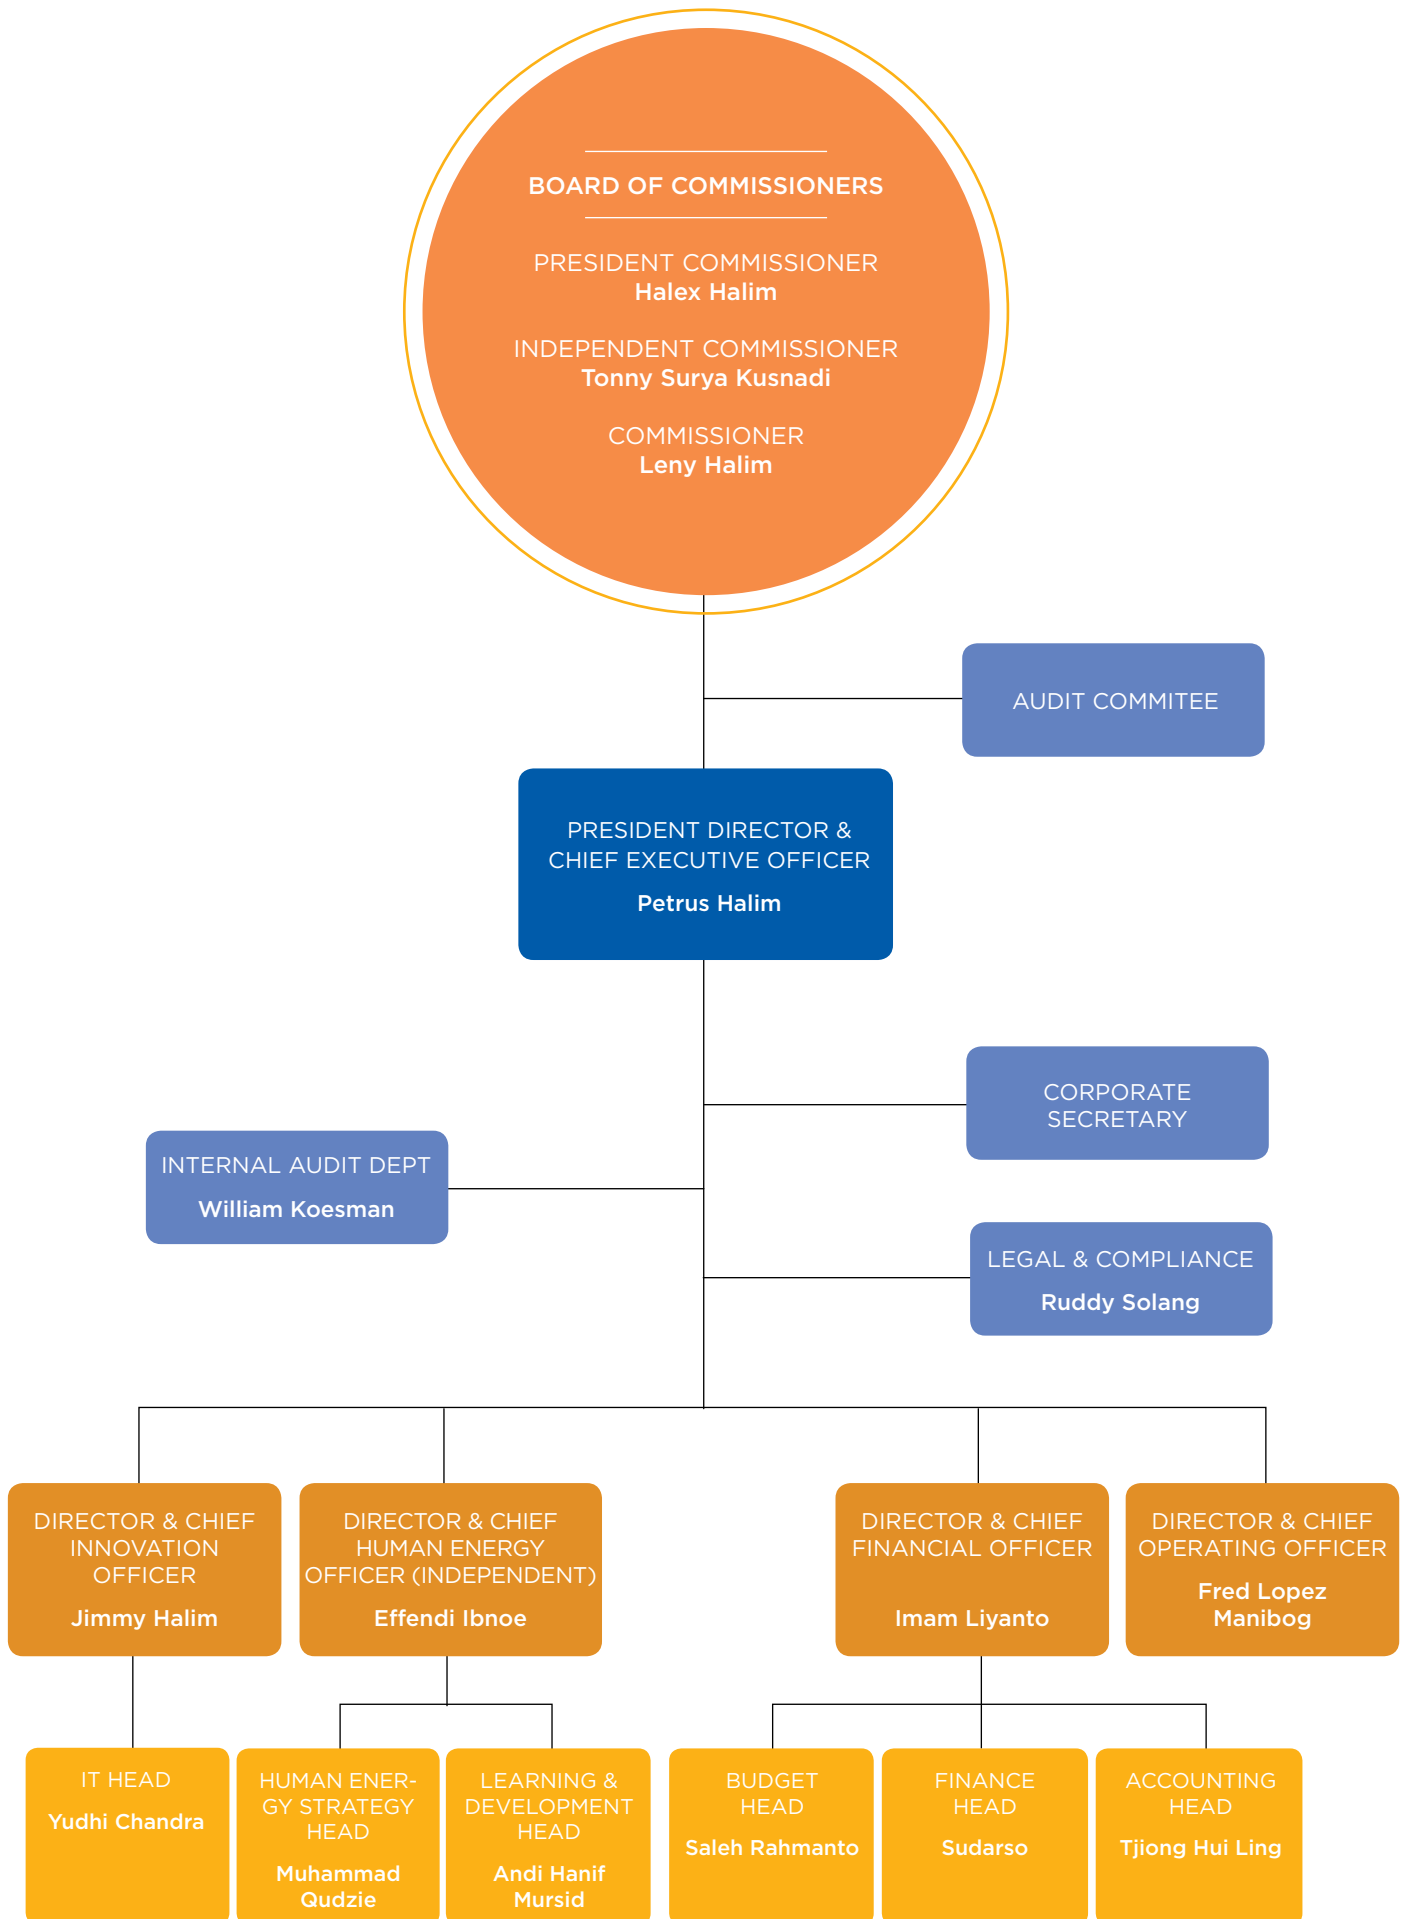 BOARD OF COMMISSIONERS
PRESIDENT COMMISSIONER
Halex Halim
INDEPENDENT COMMISSIONER
Tonny Surya Kusnadi
COMMISSIONER
Leny Halim
AUDIT COMMITEE
PRESIDENT DIRECTOR &
CHIEF EXECUTIVE OFFICER
Petrus Halim
CORPORATE
SECRETARY
INTERNAL AUDIT DEPT
William Koesman
LEGAL & COMPLIANCE
Ruddy Solang
DIRECTOR & CHIEF
INNOVATION
OFFICER
Jimmy Halim
DIRECTOR & CHIEF
HUMAN ENERGY
OFFICER (INDEPENDENT)
Effendi Ibnoe
DIRECTOR & CHIEF
FINANCIAL OFFICER
Imam Liyanto
DIRECTOR & CHIEF
OPERATING OFFICER
Fred Lopez
Manibog
IT HEAD
Yudhi Chandra
HUMAN ENER-
GY STRATEGY
HEAD
Muhammad
Qudzie
LEARNING &
DEVELOPMENT
HEAD
Andi Hanif
Mursid
BUDGET
HEAD
Saleh Rahmanto
FINANCE
HEAD
Sudarso
ACCOUNTING
HEAD
Tjiong Hui Ling